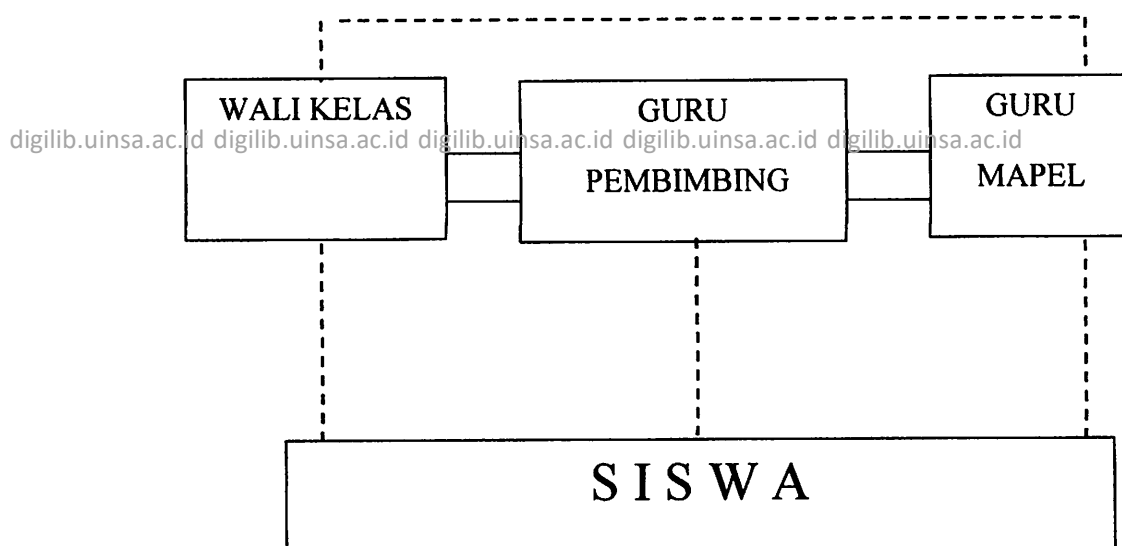 WALI KELAS
GURU
PEMBIMBING
GURU
MAPEL
digilib.uinsa.ac.id digilib.uinsa.ac.id digilib.uinsa.ac.id digilib.uinsa.ac.id digilib.uinsa.ac.id
S I S W A